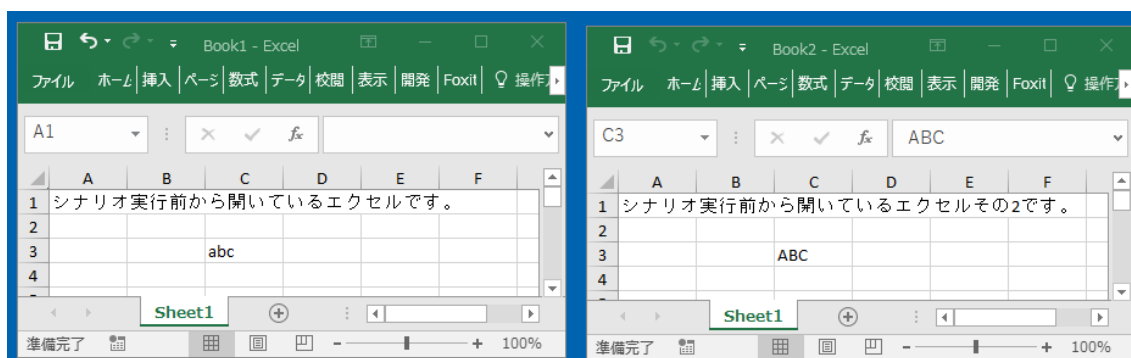 Book1 - Excel
ファイル ホーム 挿入 ページ 数式 データ 校閲 表示 開発 Foxit 操作
A1 fx
A B C D E F
1 シナリオ実行前から開いているエクセルです。
2
3 abc
4
Sheet1
準備完了 100%
Book2 - Excel
ファイル ホーム 挿入 ページ 数式 データ 校閲 表示 開発 Foxit 操作
C3 fx ABC
A B C D E F
1 シナリオ実行前から開いているエクセルその2です。
2
3 ABC
4
Sheet1
準備完了 100%